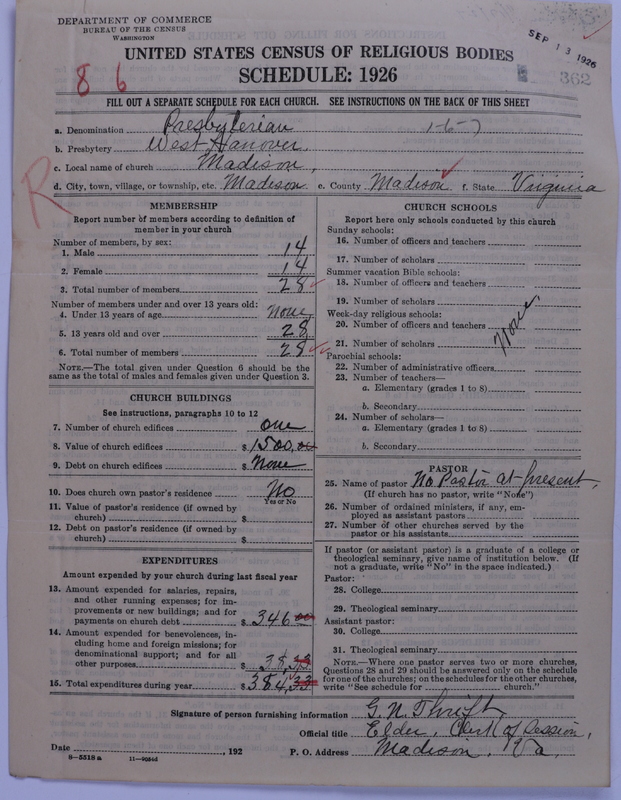 DEPARTMENT OF COMMERCE
BUREAU OF THE CENSUS
WASHINGTON
SEP 13 1926
UNITED STATES CENSUS OF RELIGIOUS BODIES
SCHEDULE: 1926
8 6
362
FILL OUT A SEPARATE SCHEDULE FOR EACH CHURCH. SEE INSTRUCTIONS ON THE BACK OF THIS SHEET
a. Denomination Presbyterian 1-6-7
b. Presbytery West Hanover,
c. Local name of church Madison,
d. City, town, village, or township, etc. Madison e. County Madison f. State Virginia
R
MEMBERSHIP
Report number of members according to definition of
member in your church
Number of members, by sex:
1. Male 14
2. Female 14
3. Total number of members 28
Number of members under and over 13 years old:
4. Under 13 years of age none
5. 13 years old and over 28
6. Total number of members 28
NOTE.—The total given under Question 6 should be
same as the total of males and females given under Question 3.
CHURCH BUILDINGS
See instructions, paragraphs 10 to 12
7. Number of church edifices one
8. Value of church edifices $ 1500,00
9. Debt on church edifices $ None
10. Does church own pastor's residence No
Yes or No
11. Value of pastor's residence (if owned by
church) $
12. Debt on pastor's residence (if owned by
church) $
EXPENDITURES
Amount expended by your church during last fiscal year
13. Amount expended for salaries, repairs,
and other running expenses; for im-
provements or new buildings; and for
payments on church debt $ 346 00
14. Amount expended for benevolences, in-
cluding home and foreign missions; for
denominational support; and for all
other purposes $ 38,33
15. Total expenditures during year $ 384,33
CHURCH SCHOOLS
Report here only schools conducted by this church
Sunday schools:
16. Number of officers and teachers
17. Number of scholars
Summer vacation Bible schools:
18. Number of officers and teachers
19. Number of scholars
Week-day religious schools:
20. Number of officers and teachers
21. Number of scholars
None,
Parochial schools:
22. Number of administrative officers
23. Number of teachers—
a. Elementary (grades 1 to 8)
b. Secondary
24. Number of scholars—
a. Elementary (grades 1 to 8)
b. Secondary
PASTOR
25. Name of pastor No Pastor at present,
(If church has no pastor, write "None")
26. Number of ordained ministers, if any, em-
ployed as assistant pastors
27. Number of other churches served by the
pastor or his assistants
If pastor (or assistant pastor) is a graduate of a college or
theological seminary, give name of institution below. (If
not a graduate, write "No" in the space indicated.)
Pastor:
28. College
29. Theological seminary
Assistant pastor:
30. College
31. Theological seminary
NOTE.—Where one pastor serves two or more churches,
Questions 28 and 29 should be answered only on the schedule
for one of the churches; on the schedules for the other churches,
write "See schedule for church."
Signature of person furnishing information G. N. Thrift
Official title Elder, Clerk of Session,
Date , 192 P. O. Address Madison, Va,
8-5518 a 11-9034d